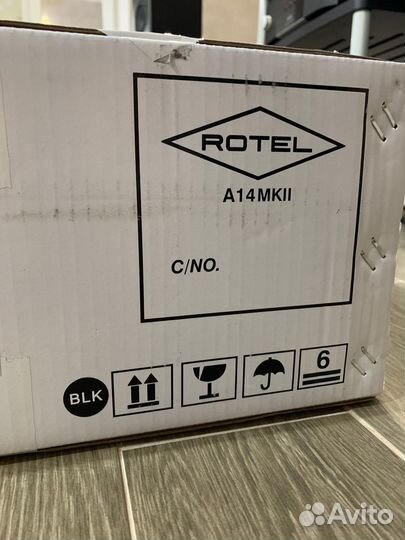 ROTEL
A14MKII
C/NO.
BLK
6
Avito